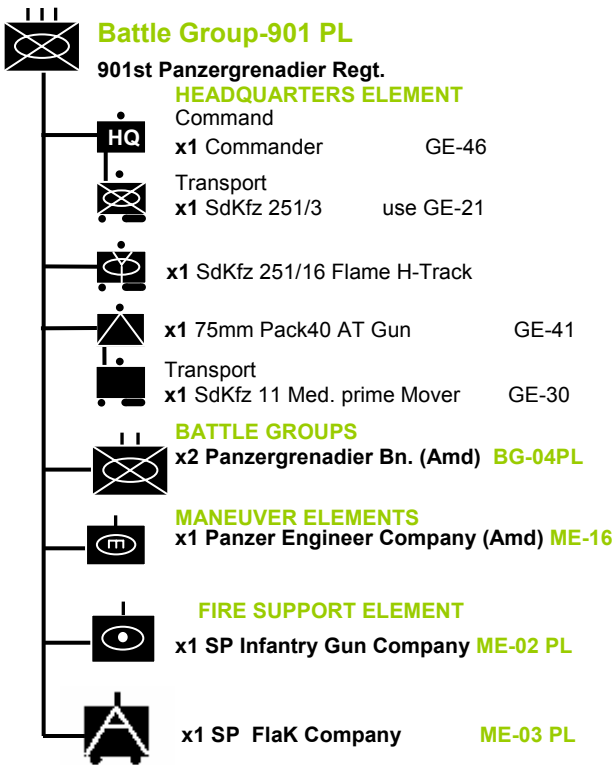 Battle Group-901 PL
901st Panzergrenadier Regt.
HEADQUARTERS ELEMENT
Command
HQ
x1 Commander GE-46
Transport
x1 SdKfz 251/3 use GE-21
x1 SdKfz 251/16 Flame H-Track
x1 75mm Pack40 AT Gun GE-41
Transport
x1 SdKfz 11 Med. prime Mover GE-30
BATTLE GROUPS
x2 Panzergrenadier Bn. (Amd) BG-04PL
MANEUVER ELEMENTS
x1 Panzer Engineer Company (Amd) ME-16
E
FIRE SUPPORT ELEMENT
x1 SP Infantry Gun Company ME-02 PL
x1 SP FlaK Company ME-03 PL